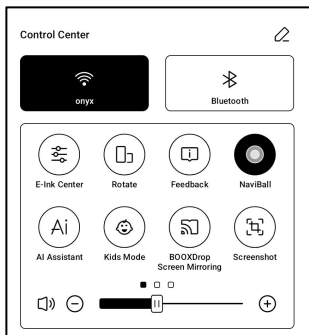 Control Center
onyx
Bluetooth
E-Ink Center
Rotate
Feedback
NaviBall
Ai
AI Assistant
Kids Mode
BOOXDrop
Screen Mirroring
Screenshot